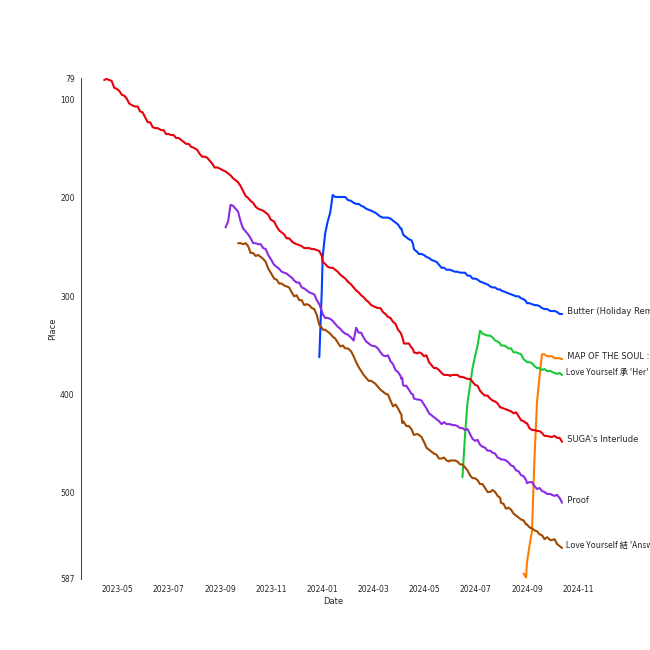 79
100
200
300
400
500
587
Place
2023-05
2023-07
2023-09
2023-11
2024-01
2024-03
2024-05
2024-07
2024-09
2024-11
Date
Butter (Holiday Rem
MAP OF THE SOUL :
Love Yourself 承 'Her'
SUGA's Interlude
Proof
Love Yourself 結 'Answ